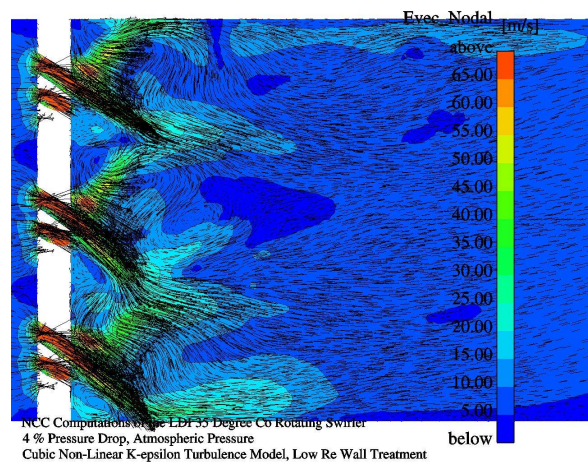 Evec_Nodal
[m/s]
above
65.00
60.00
55.00
50.00
45.00
40.00
35.00
30.00
25.00
20.00
15.00
10.00
5.00
below
NCC Computations of the LDI 35 Degree Co Rotating Swirler
4 % Pressure Drop, Atmospheric Pressure
Cubic Non-Linear K-epsilon Turbulence Model, Low Re Wall Treatment